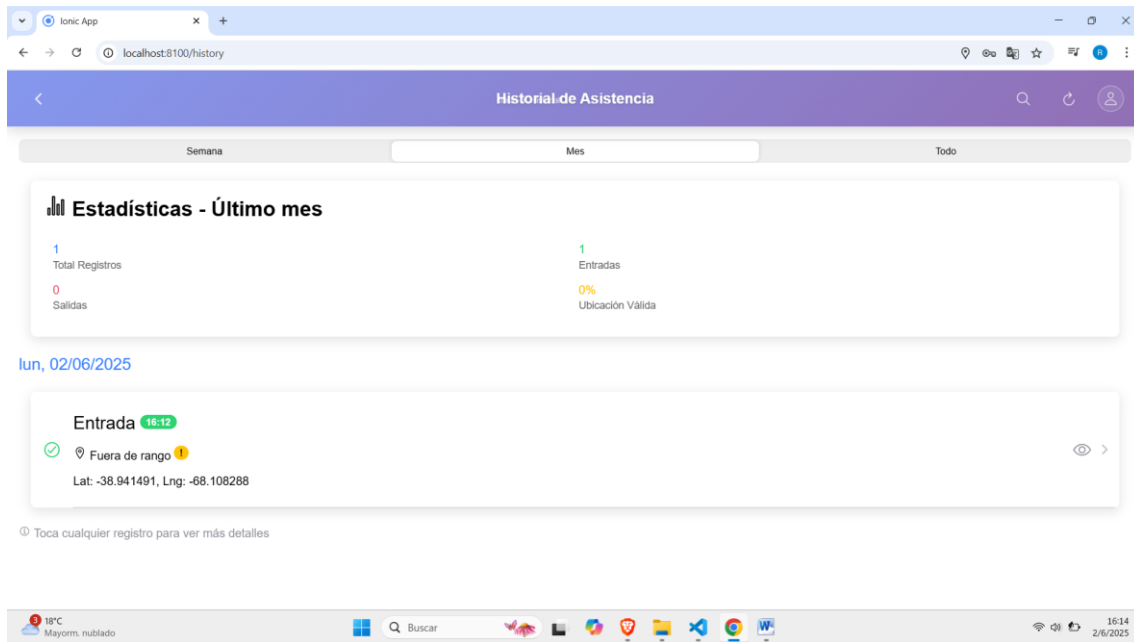 Ionic App
localhost:8100/history
R
Historial de Asistencia
Semana Mes Todo
Estadísticas - Último mes
1 1
Total Registros Entradas
0 0%
Salidas Ubicación Válida
lun, 02/06/2025
Entrada 16:12
Fuera de rango !
Lat: -38.941491, Lng: -68.108288
Toca cualquier registro para ver más detalles
3 18°C
Mayorm. nublado
Buscar
W
16:14
2/6/2025